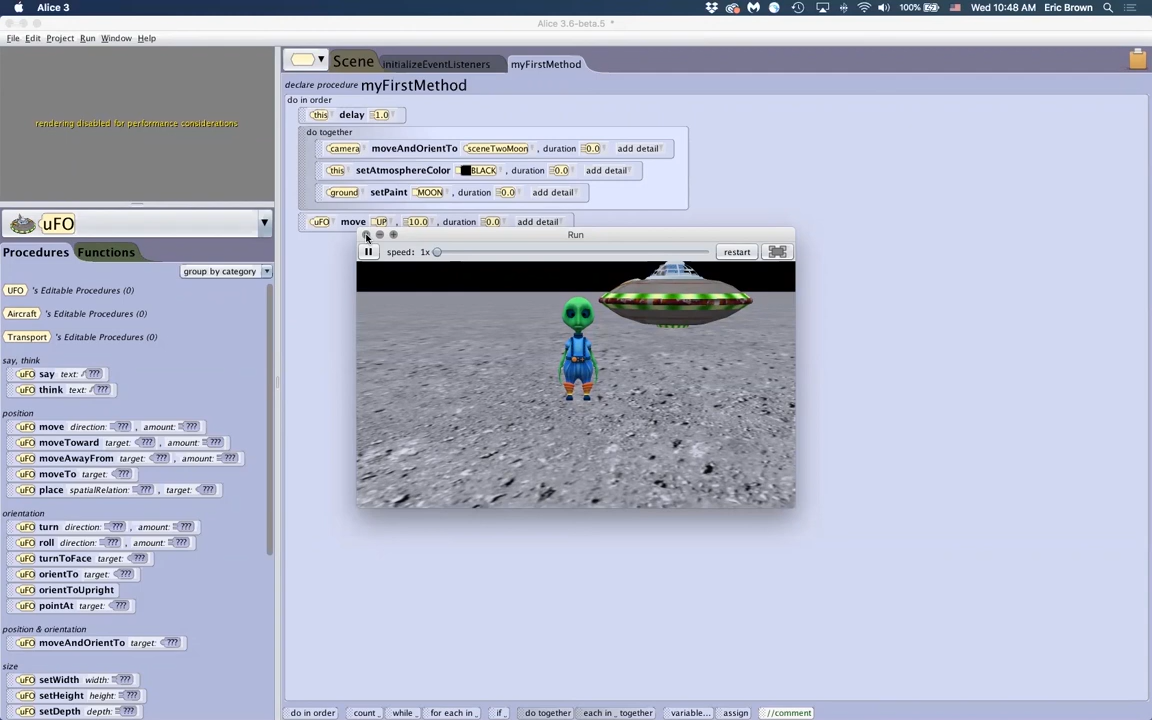 Alice 3
100%
Wed 10:48 AM Eric Brown
Alice 3.6-beta.5 *
File Edit Project Run Window Help
rendering disabled for performance considerations
Scene initializeEventListeners myFirstMethod
declare procedure myFirstMethod
do in order
this delay 1.0
do together
camera moveAndOrientTo sceneTwoMoon , duration 0.0 add detail
this setAtmosphereColor BLACK , duration 0.0 add detail
ground setPaint MOON , duration 0.0 add detail
uFO move UP , 10.0 , duration 0.0 add detail
Run
speed: 1x restart
uFO
Procedures Functions
group by category
UFO 's Editable Procedures (0)
Aircraft 's Editable Procedures (0)
Transport 's Editable Procedures (0)
say, think
uFO say text: ???
uFO think text: ???
position
uFO move direction: ??? , amount: ???
uFO moveToward target: ??? , amount: ???
uFO moveAwayFrom target: ??? , amount: ???
uFO moveTo target: ???
uFO place spatialRelation: ??? , target: ???
orientation
uFO turn direction: ??? , amount: ???
uFO roll direction: ??? , amount: ???
uFO turnToFace target: ???
uFO orientTo target: ???
uFO orientToUpright
uFO pointAt target: ???
position & orientation
uFO moveAndOrientTo target: ???
size
uFO setWidth width: ???
uFO setHeight height: ???
uFO setDepth depth: ???
do in order count_ while_ for each in_ if_ do together each in_ together variable... assign //comment